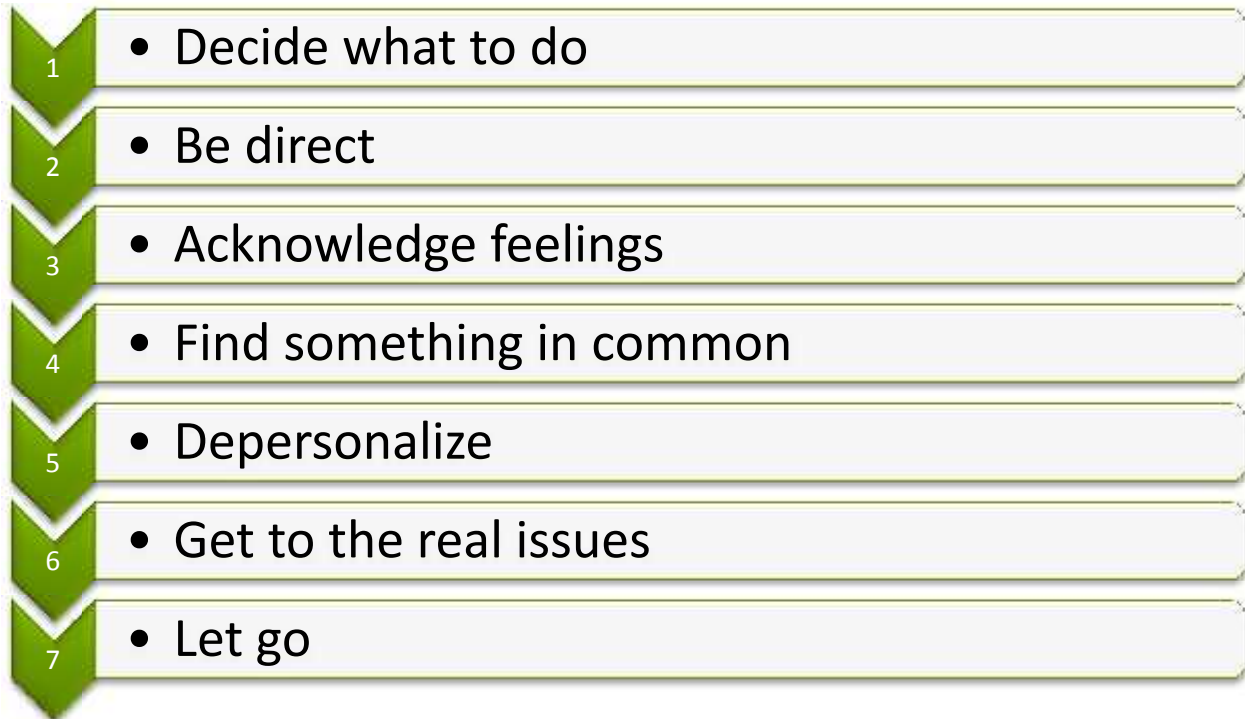 1 • Decide what to do
2 • Be direct
3 • Acknowledge feelings
4 • Find something in common
5 • Depersonalize
6 • Get to the real issues
7 • Let go